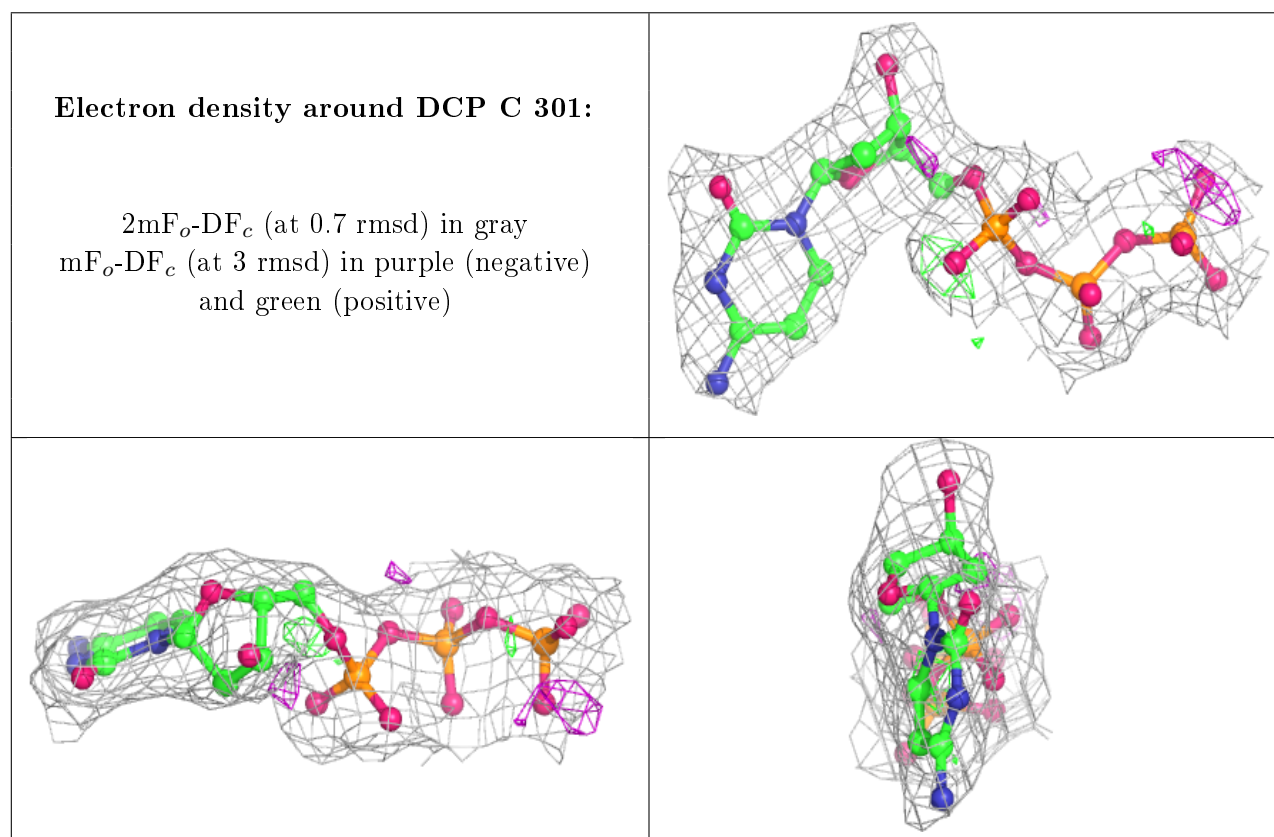 Electron density around DCP C 301:
2mFo-DFc (at 0.7 rmsd) in gray
mFo-DFc (at 3 rmsd) in purple (negative)
and green (positive)